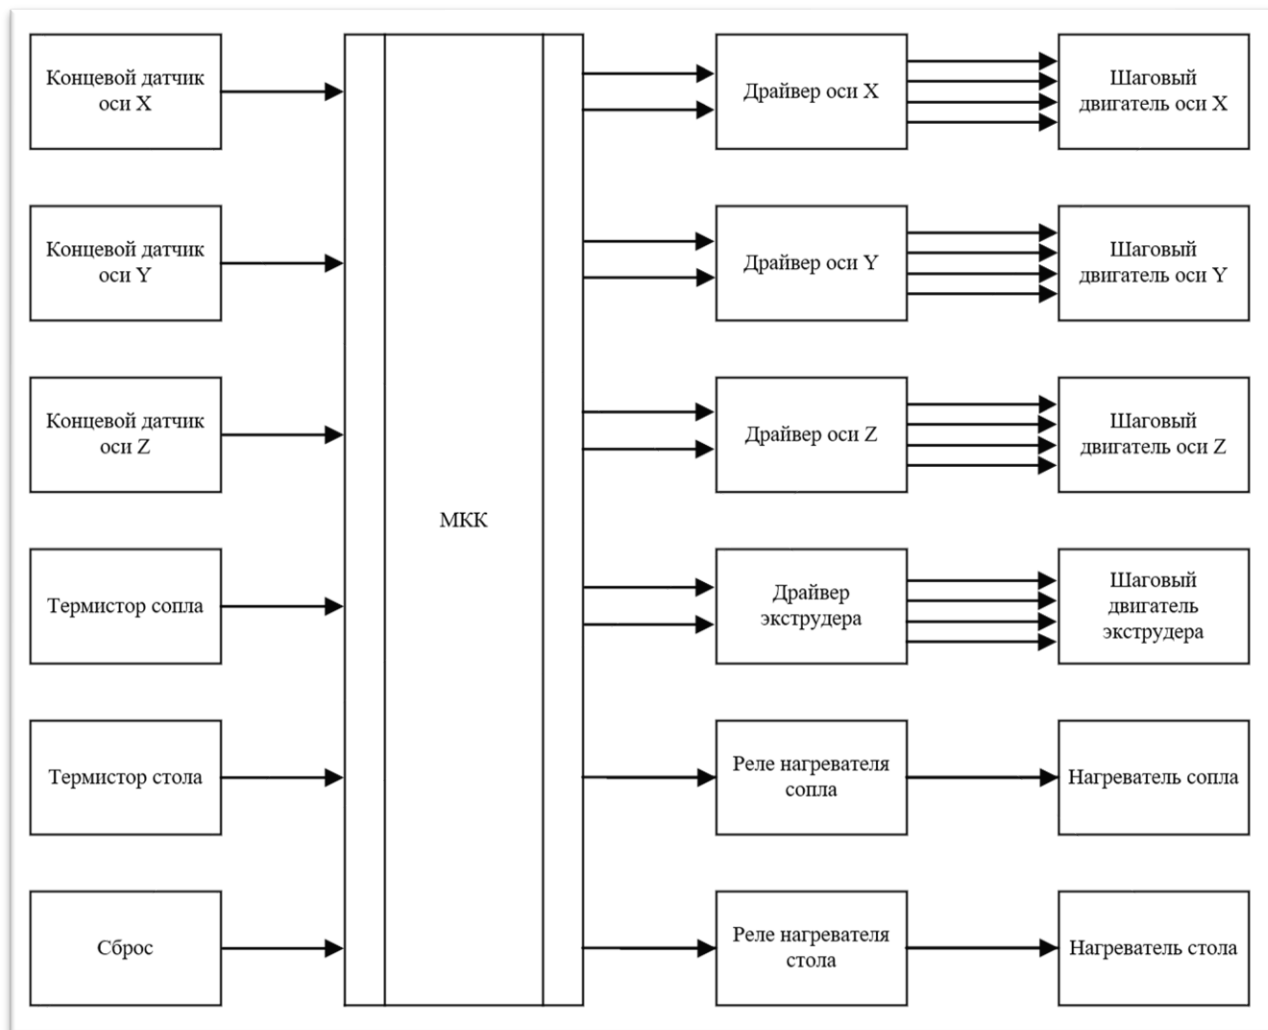 Концевой датчик
оси X
Драйвер оси X
Шаговый
двигатель оси X
Концевой датчик
оси Y
Драйвер оси Y
Шаговый
двигатель оси Y
Концевой датчик
оси Z
Драйвер оси Z
Шаговый
двигатель оси Z
МКК
Термистор сопла
Драйвер
экструдера
Шаговый
двигатель
экструдера
Термистор стола
Реле нагревателя
сопла
Нагреватель сопла
Сброс
Реле нагревателя
стола
Нагреватель стола